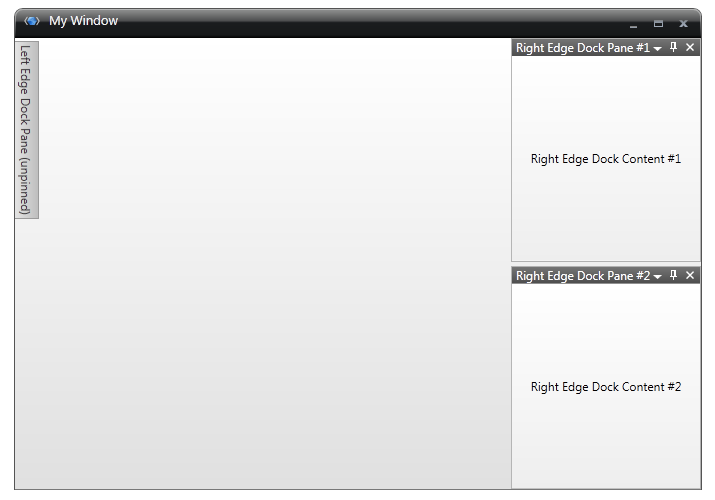 My Window
Left Edge Dock Pane (unpinned)
Right Edge Dock Pane #1
Right Edge Dock Content #1
Right Edge Dock Pane #2
Right Edge Dock Content #2